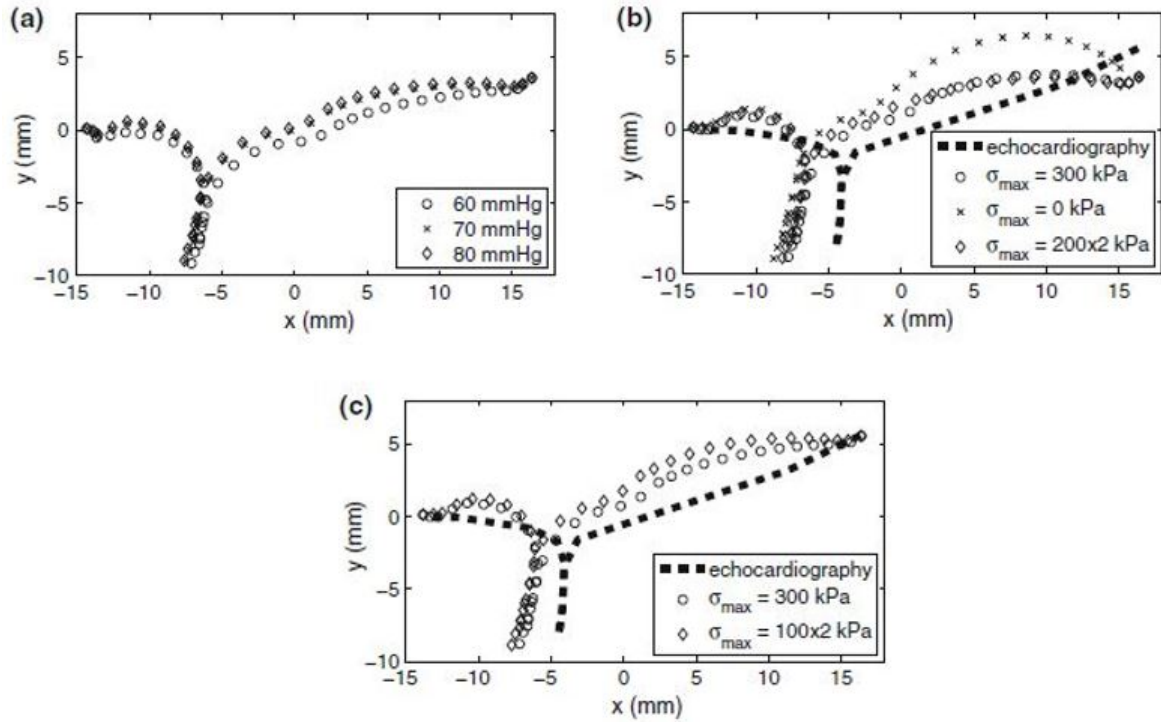 (a)
5
0
−5
−10
y (mm)
−15 −10 −5 0 5 10 15
x (mm)
60 mmHg
70 mmHg
80 mmHg
(b)
5
0
−5
−10
y (mm)
−15 −10 −5 0 5 10 15
x (mm)
echocardiography
σmax = 300 kPa
σmax = 0 kPa
σmax = 200x2 kPa
(c)
5
0
−5
−10
y (mm)
−15 −10 −5 0 5 10 15
x (mm)
echocardiography
σmax = 300 kPa
σmax = 100x2 kPa